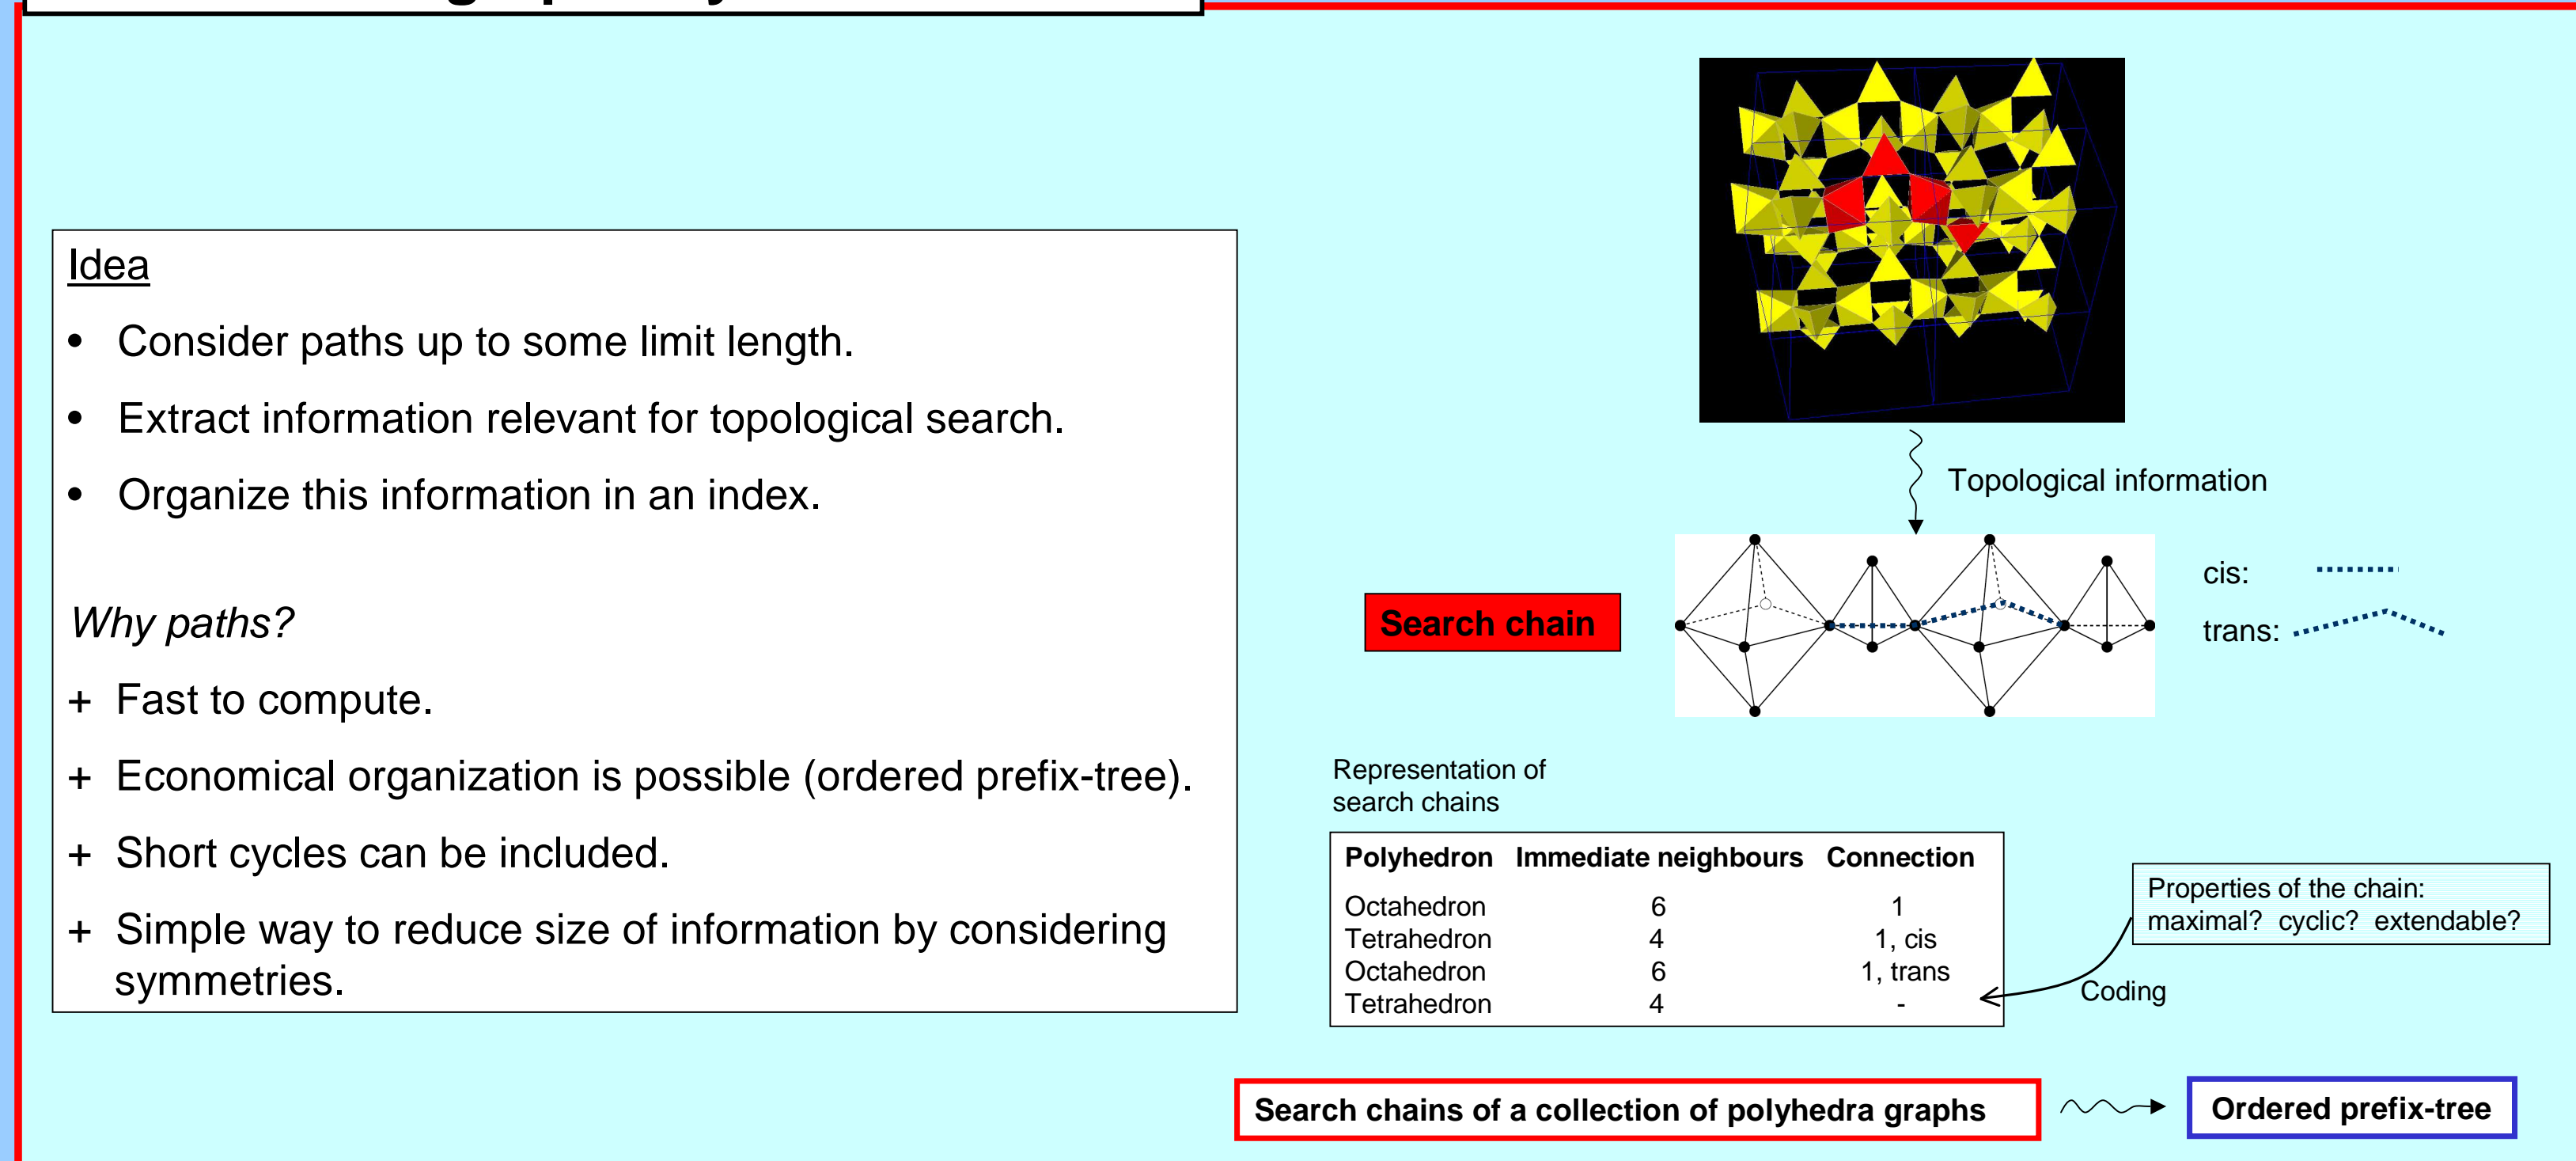 Idea
• Consider paths up to some limit length.
• Extract information relevant for topological search.
• Organize this information in an index.
Why paths?
+ Fast to compute.
+ Economical organization is possible (ordered prefix-tree).
+ Short cycles can be included.
+ Simple way to reduce size of information by considering
symmetries.
Topological information
Search chain
cis:
trans:
Representation of
search chains
Polyhedron Immediate neighbours Connection
Octahedron 6 1
Tetrahedron 4 1, cis
Octahedron 6 1, trans
Tetrahedron 4 -
Properties of the chain:
maximal? cyclic? extendable?
Coding
Search chains of a collection of polyhedra graphs
Ordered prefix-tree